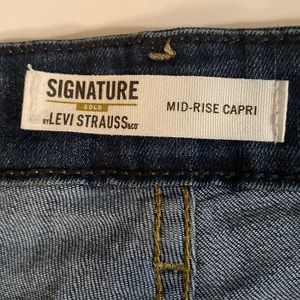 SIGNATURE
GOLD
BY LEVI STRAUSS & CO
MID-RISE CAPRI